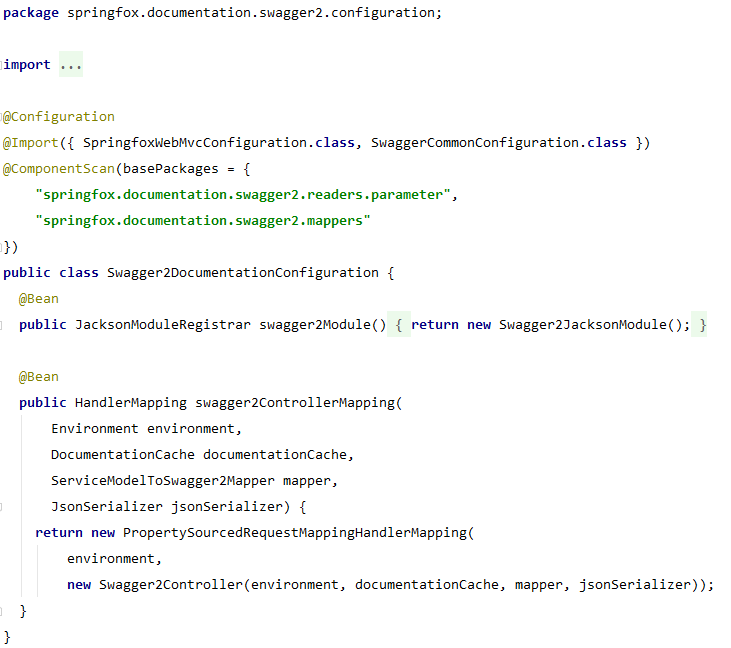 package springfox.documentation.swagger2.configuration;
import ...
@Configuration
@Import({ SpringfoxWebMvcConfiguration.class, SwaggerCommonConfiguration.class })
@ComponentScan(basePackages = {
    "springfox.documentation.swagger2.readers.parameter",
    "springfox.documentation.swagger2.mappers"
})
public class Swagger2DocumentationConfiguration {
  @Bean
  public JacksonModuleRegistrar swagger2Module() { return new Swagger2JacksonModule(); }
  @Bean
  public HandlerMapping swagger2ControllerMapping(
      Environment environment,
      DocumentationCache documentationCache,
      ServiceModelToSwagger2Mapper mapper,
      JsonSerializer jsonSerializer) {
    return new PropertySourcedRequestMappingHandlerMapping(
        environment,
        new Swagger2Controller(environment, documentationCache, mapper, jsonSerializer));
  }
}